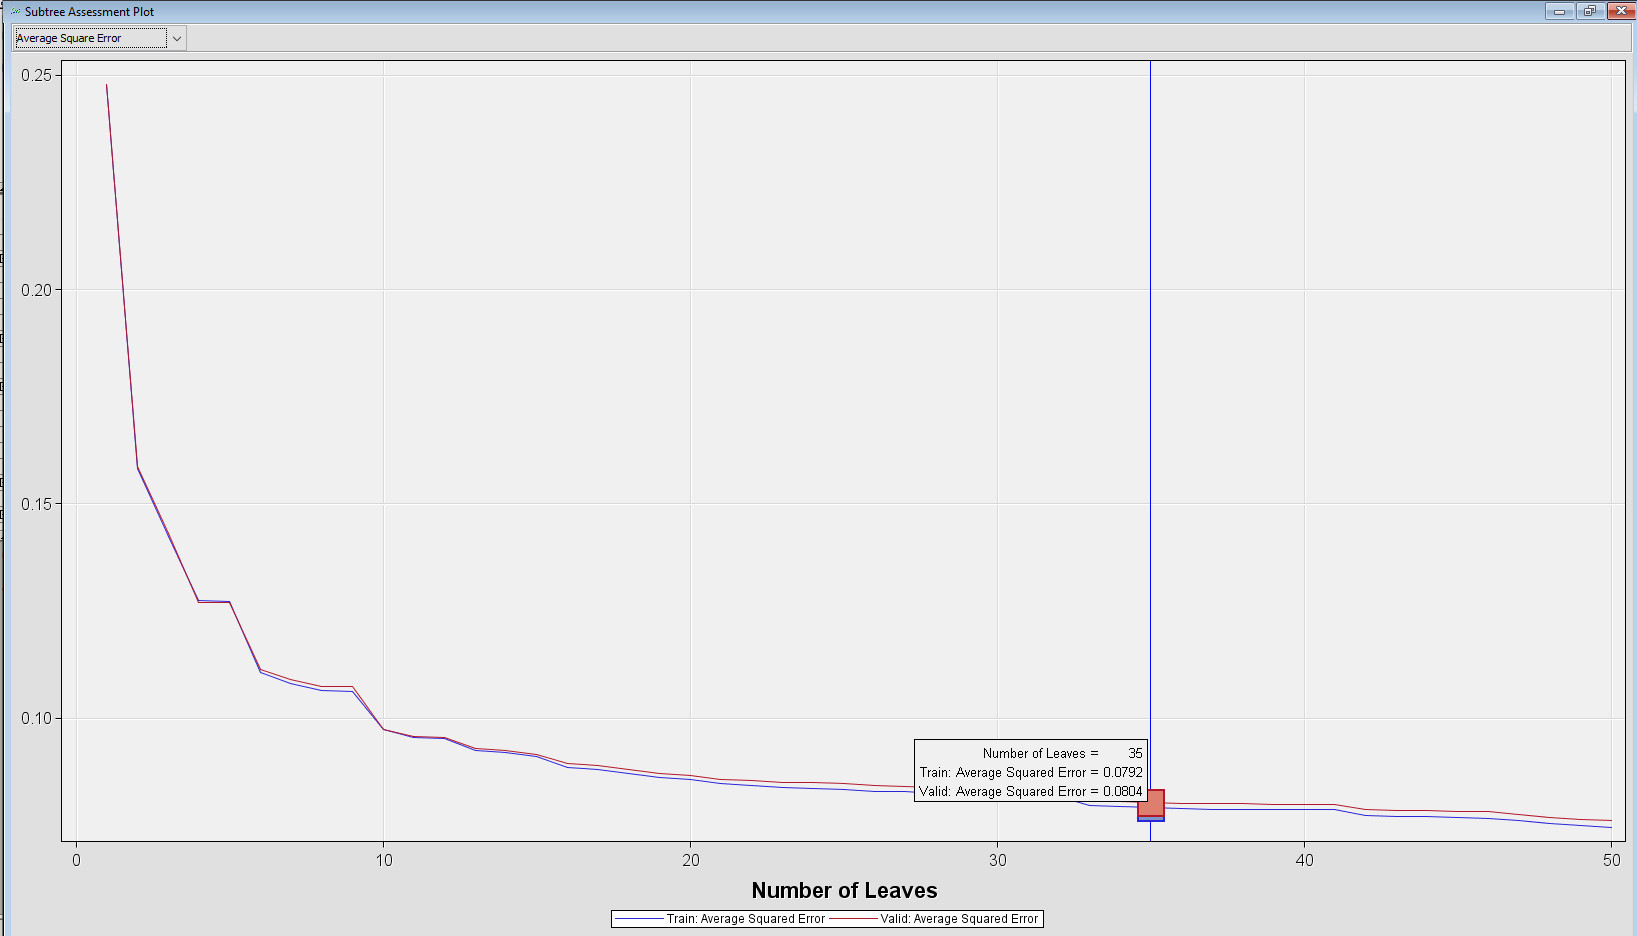 Subtree Assessment Plot
Average Square Error
0.25
0.20
0.15
0.10
Number of Leaves = 35
Train: Average Squared Error = 0.0792
Valid: Average Squared Error = 0.0804
0 10 20 30 40 50
Number of Leaves
Train: Average Squared Error Valid: Average Squared Error